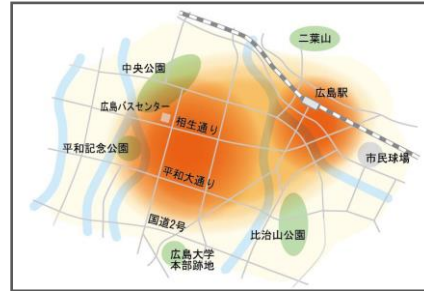 二葉山
中央公園
広島駅
広島バスセンター
相生通り
平和記念公園
市民球場
平和大通り
国道2号
比治山公園
広島大学
本部跡地